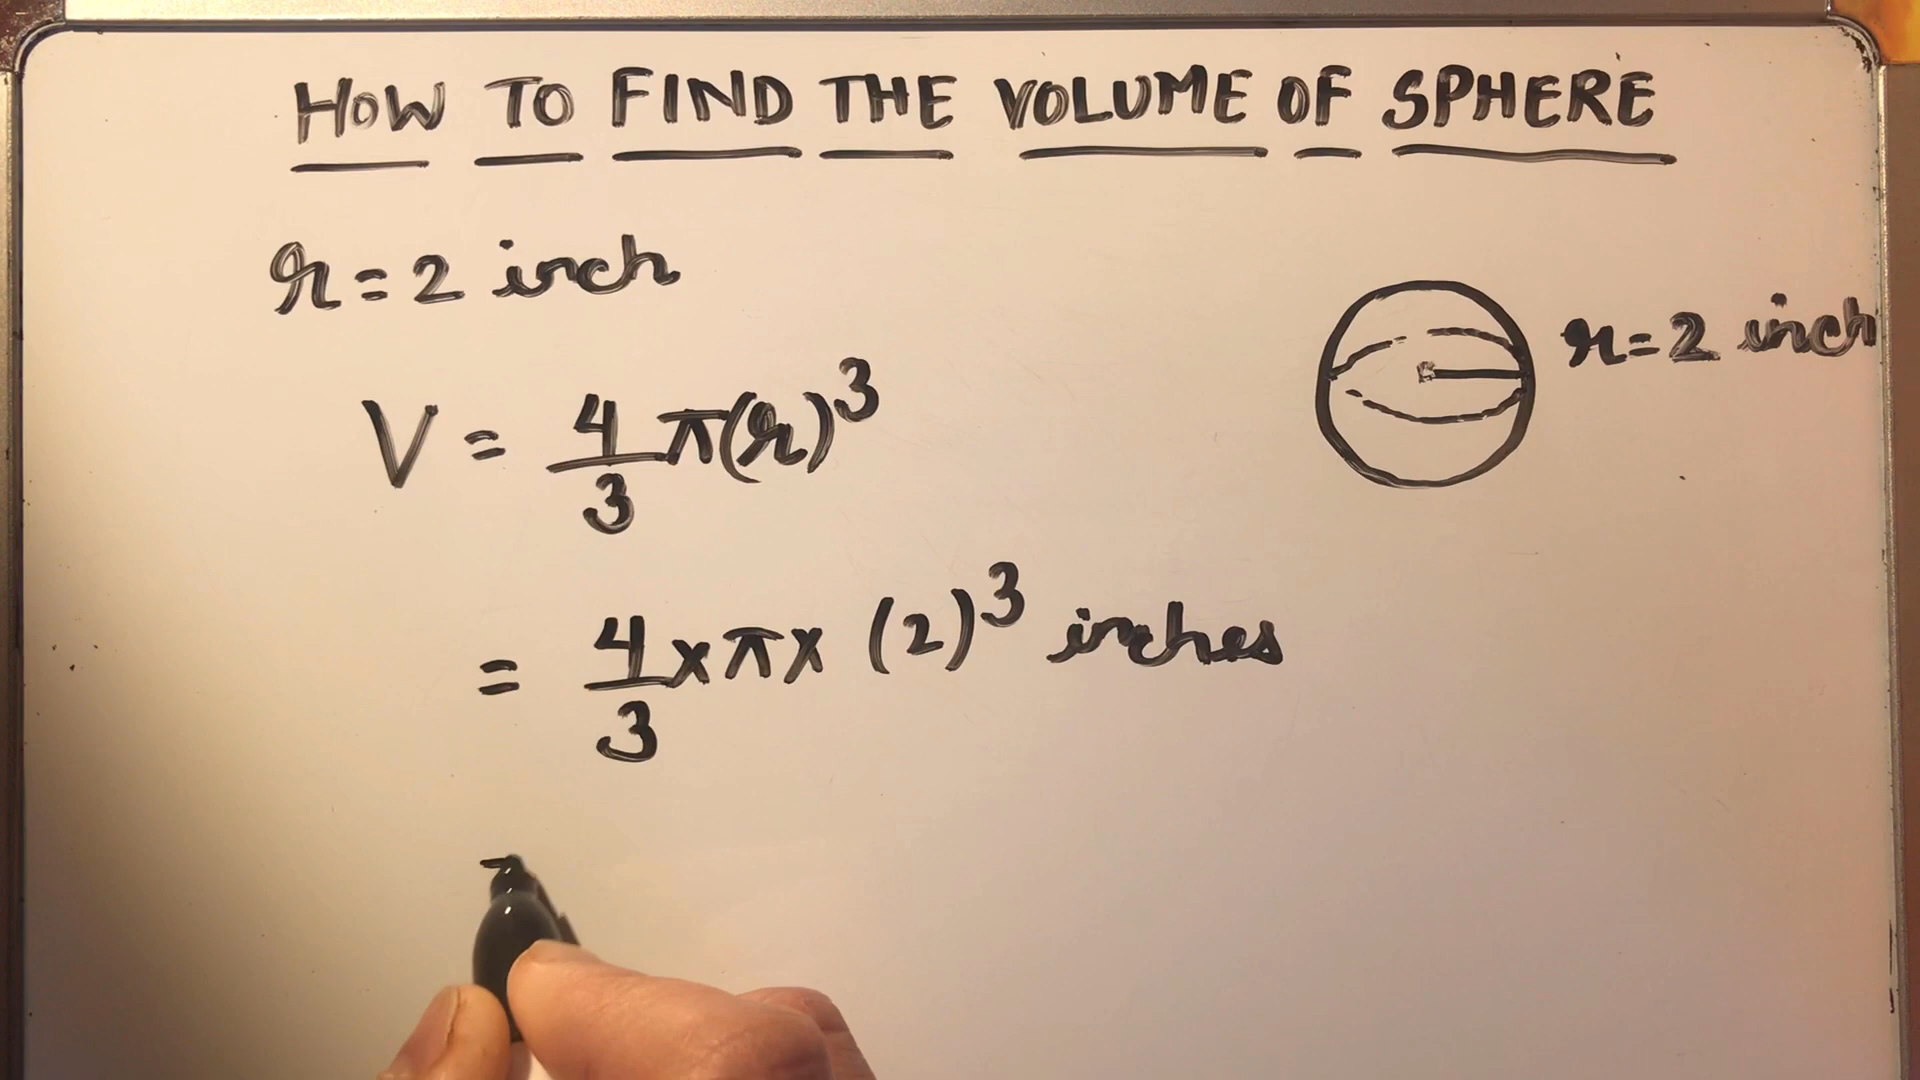 HOW TO FIND THE VOLUME OF SPHERE
r=2 inch
r=2 inch
V = 4/3 π(r)³
= 4/3 x π x (2)³ inches